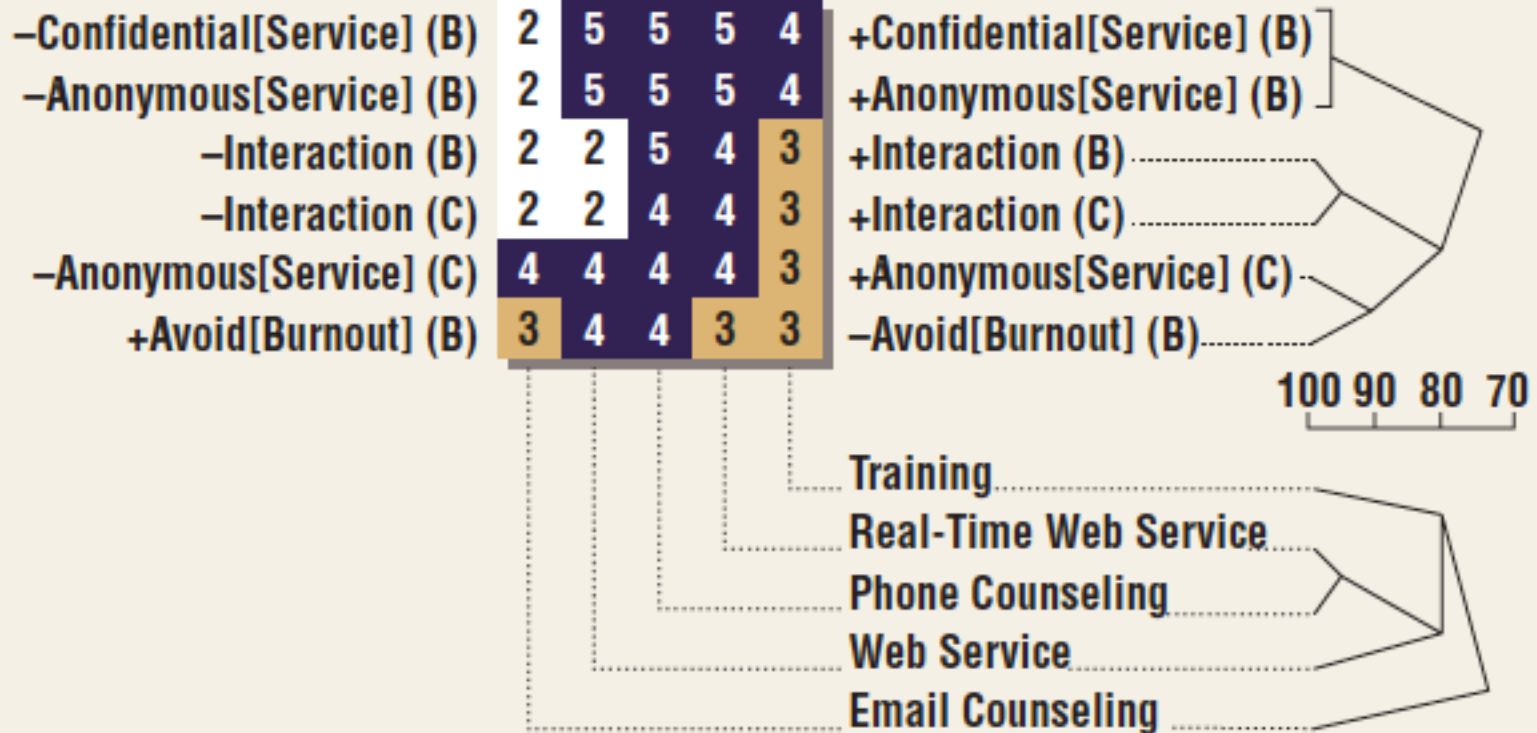 –Confidential[Service] (B) 2 5 5 5 4 +Confidential[Service] (B)
–Anonymous[Service] (B) 2 5 5 5 4 +Anonymous[Service] (B)
–Interaction (B) 2 2 5 4 3 +Interaction (B)
–Interaction (C) 2 2 4 4 3 +Interaction (C)
–Anonymous[Service] (C) 4 4 4 4 3 +Anonymous[Service] (C)
+Avoid[Burnout] (B) 3 4 4 3 3 –Avoid[Burnout] (B)
100 90 80 70
Training
Real-Time Web Service
Phone Counseling
Web Service
Email Counseling